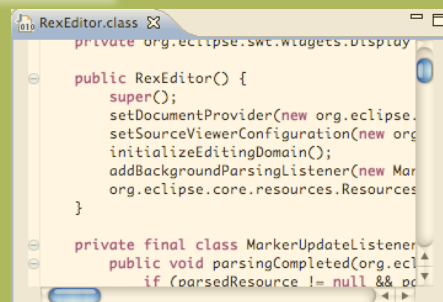 RexEditor.class
private org.eclipse.swt.widgets.Display
public RexEditor() {
super();
setDocumentProvider(new org.eclipse.
setSourceViewerConfiguration(new org
initializeEditingDomain();
addBackgroundParsingListener(new Mar
org.eclipse.core.resources.Resources
}
private final class MarkerUpdateListener
public void parsingCompleted(org.ecl
if (parsedResource != null && pa